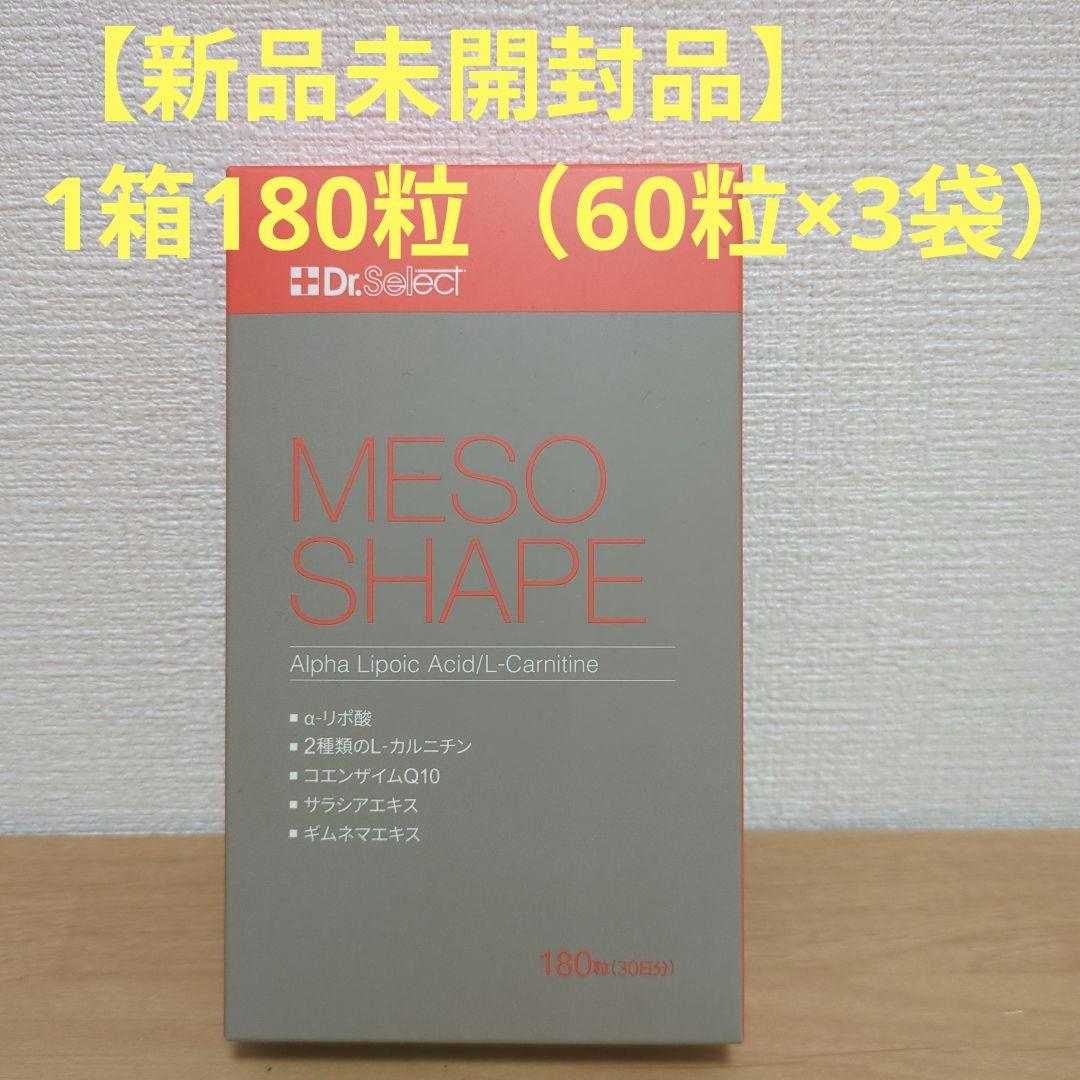 【新品未開封品】
1箱180粒（60粒×3袋）
Dr.Select
MESO
SHAPE
Alpha Lipoic Acid/L-Carnitine
▪ α-リポ酸
▪ 2種類のL-カルニチン
▪ コエンザイムQ10
▪ サラシアエキス
▪ ギムネマエキス
180粒(30日分)